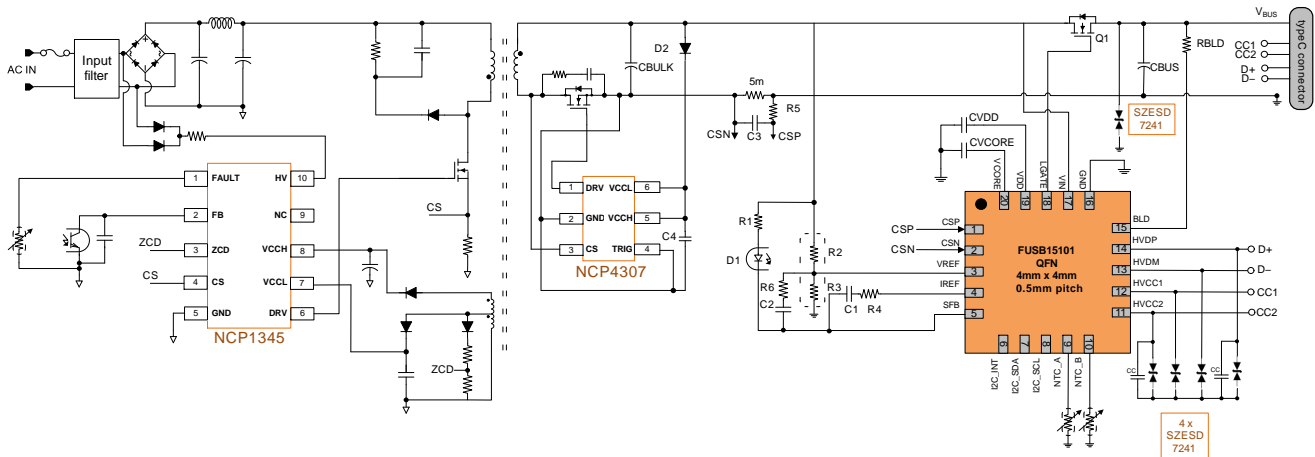 AC IN
Input
filter
D2
CBULK
5m
R5
CSN
C3
CSP
Q1
VBUS
RBLD
CBUS
SZESD
7241
typeC connector
CC1
CC2
D+
D−
1
FAULT
HV
10
2
FB
NC
9
3
ZCD
VCCH
8
4
CS
VCCL
7
5
GND
DRV
6
NCP1345
ZCD
CS
CS
ZCD
1
DRV
VCCL
6
2
GND
VCCH
5
3
CS
TRIG
4
NCP4307
C4
R1
D1
R2
R3
R6
C2
C1
R4
CVDD
CVCORE
VCORE
VDD
LGATE
VIN
GND
20
19
18
17
16
CSP
CSP
1
CSN
CSN
2
VREF
3
IREF
4
SFB
5
FUSB15101
QFN
4mm x 4mm
0.5mm pitch
BLD
15
HVDP
14
HVDM
13
HVCC1
12
HVCC2
11
D+
D−
CC1
CC2
6
7
8
9
10
I2C_INT
I2C_SDA
I2C_SCL
NTC_A
NTC_B
CC
CC
4 x
SZESD
7241